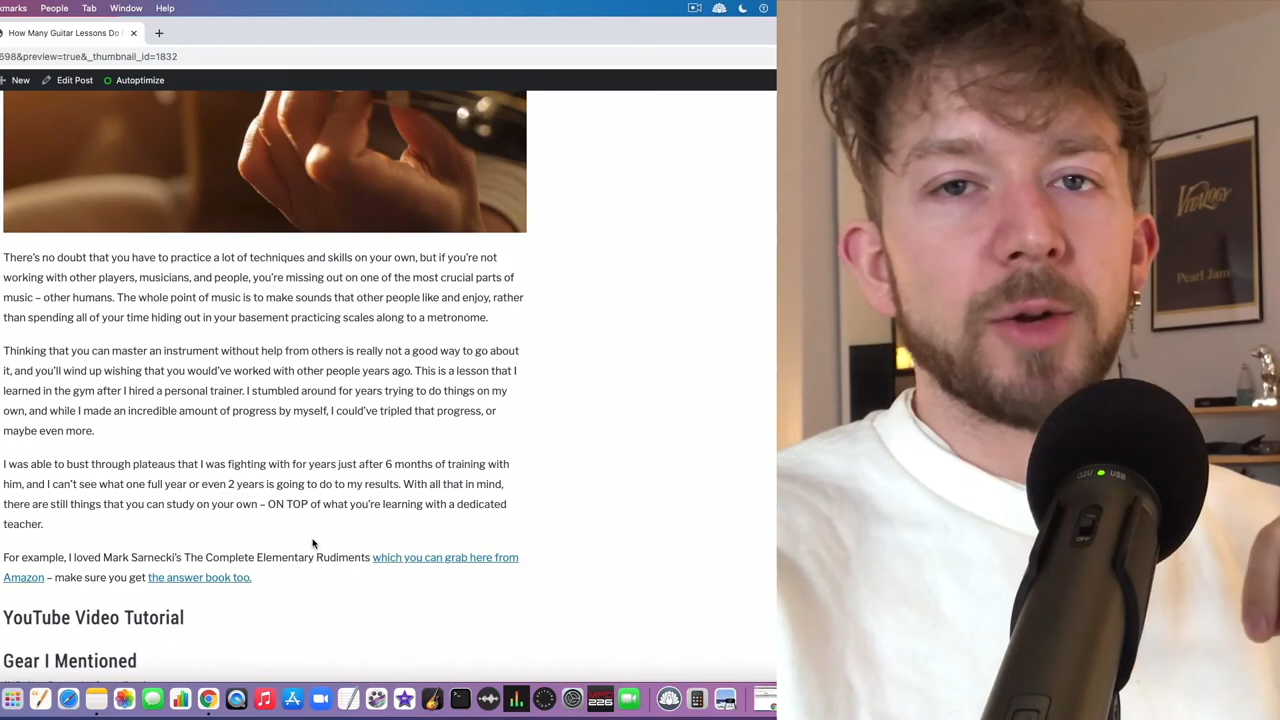 kmarks People Tab Window Help
How Many Guitar Lessons Do
698&preview=true&_thumbnail_id=1832
New Edit Post Autoptimize
There's no doubt that you have to practice a lot of techniques and skills on your own, but if you're not
working with other players, musicians, and people, you're missing out on one of the most crucial parts of
music – other humans. The whole point of music is to make sounds that other people like and enjoy, rather
than spending all of your time hiding out in your basement practicing scales along to a metronome.
Thinking that you can master an instrument without help from others is really not a good way to go about
it, and you'll wind up wishing that you would've worked with other people years ago. This is a lesson that I
learned in the gym after I hired a personal trainer. I stumbled around for years trying to do things on my
own, and while I made an incredible amount of progress by myself, I could've tripled that progress, or
maybe even more.
I was able to bust through plateaus that I was fighting with for years just after 6 months of training with
him, and I can't see what one full year or even 2 years is going to do to my results. With all that in mind,
there are still things that you can study on your own – ON TOP of what you're learning with a dedicated
teacher.
For example, I loved Mark Sarnecki's The Complete Elementary Rudiments which you can grab here from
Amazon – make sure you get the answer book too.
YouTube Video Tutorial
Gear I Mentioned
226
VITALOGY
Pearl Jam
USB
ON
OFF